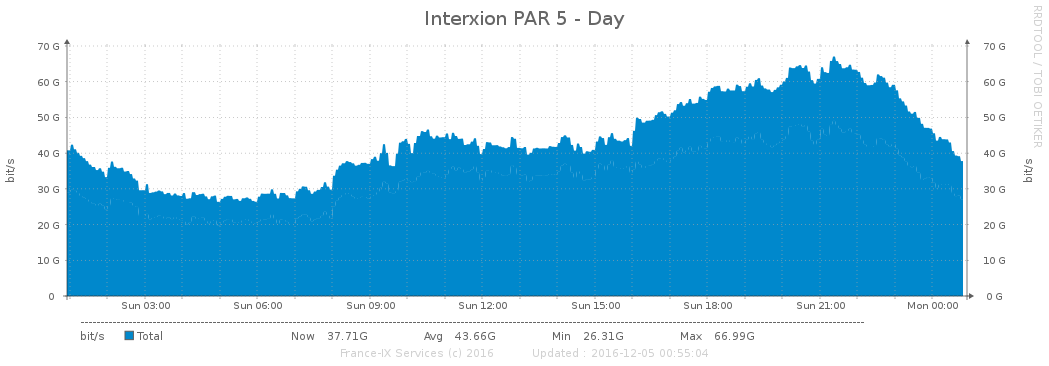 Interxion PAR 5 - Day
RRDTOOL / TOBI OETIKER
bit/s
70 G
60 G
50 G
40 G
30 G
20 G
10 G
0
70 G
60 G
50 G
40 G
30 G
20 G
10 G
0 G
bit/s
Sun 03:00 Sun 06:00 Sun 09:00 Sun 12:00 Sun 15:00 Sun 18:00 Sun 21:00 Mon 00:00
bit/s Total Now 37.71G Avg 43.66G Min 26.31G Max 66.99G
France-IX Services (c) 2016 Updated : 2016-12-05 00:55:04